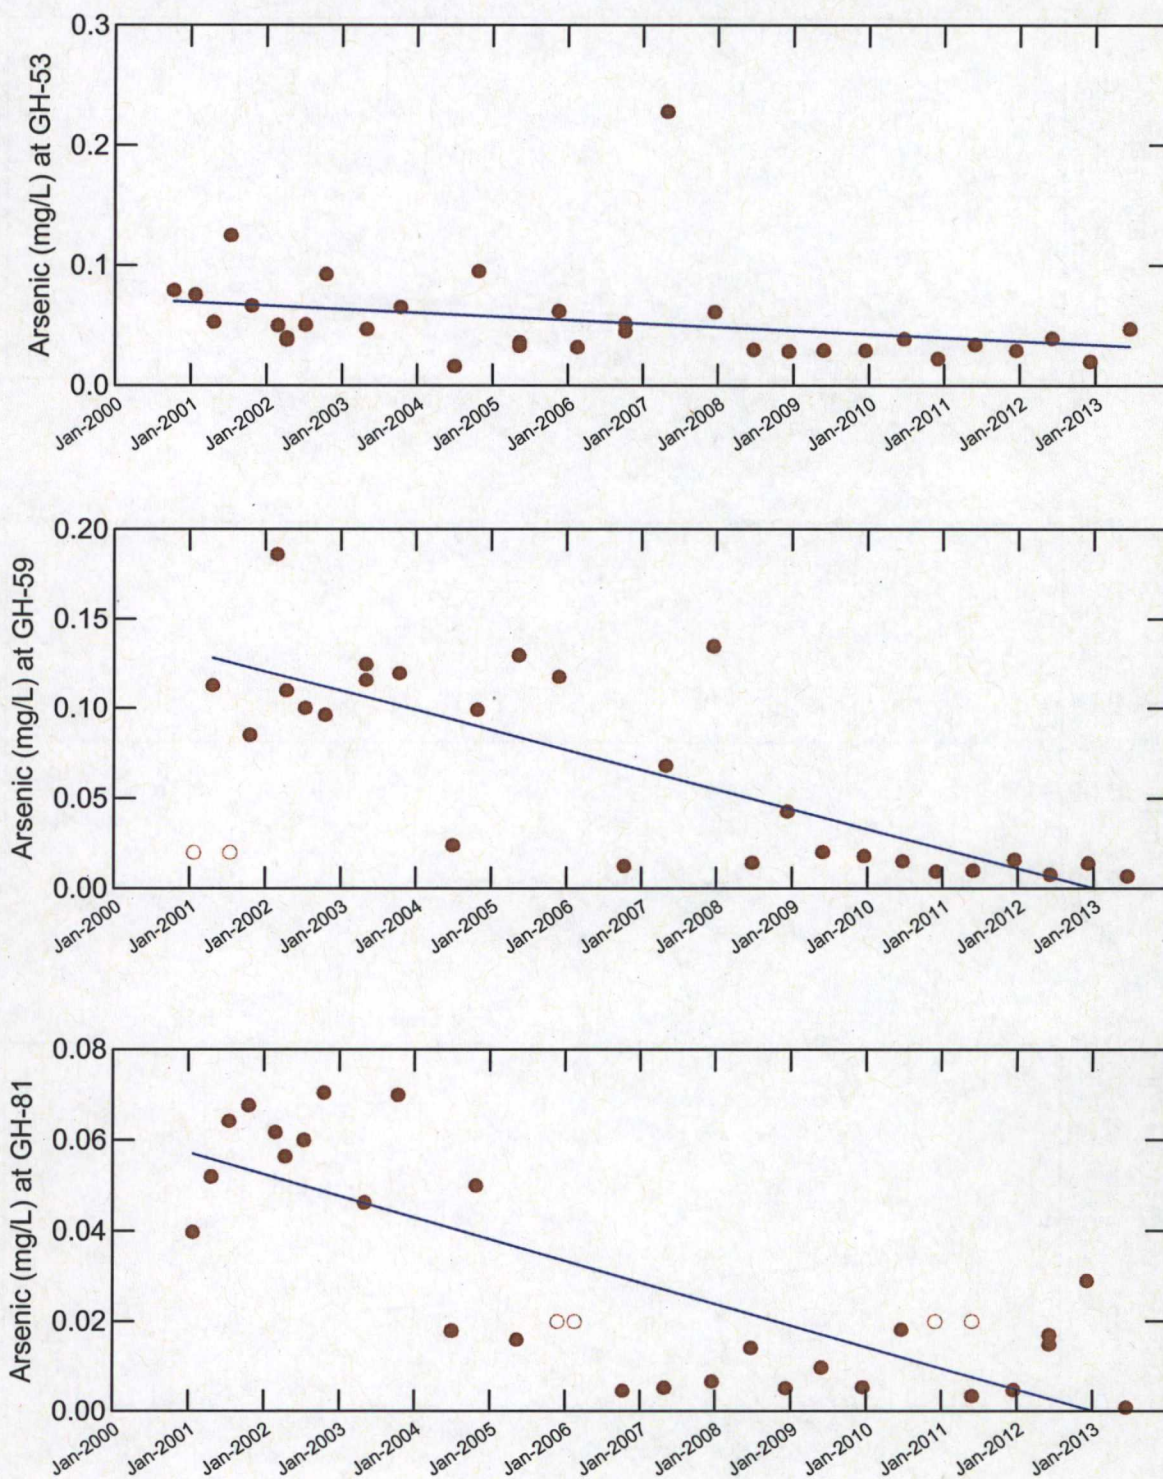 Arsenic (mg/L) at GH-53
0.3
0.2
0.1
0.0
Jan-2000 Jan-2001 Jan-2002 Jan-2003 Jan-2004 Jan-2005 Jan-2006 Jan-2007 Jan-2008 Jan-2009 Jan-2010 Jan-2011 Jan-2012 Jan-2013
Arsenic (mg/L) at GH-59
0.20
0.15
0.10
0.05
0.00
Jan-2000 Jan-2001 Jan-2002 Jan-2003 Jan-2004 Jan-2005 Jan-2006 Jan-2007 Jan-2008 Jan-2009 Jan-2010 Jan-2011 Jan-2012 Jan-2013
Arsenic (mg/L) at GH-81
0.08
0.06
0.04
0.02
0.00
Jan-2000 Jan-2001 Jan-2002 Jan-2003 Jan-2004 Jan-2005 Jan-2006 Jan-2007 Jan-2008 Jan-2009 Jan-2010 Jan-2011 Jan-2012 Jan-2013